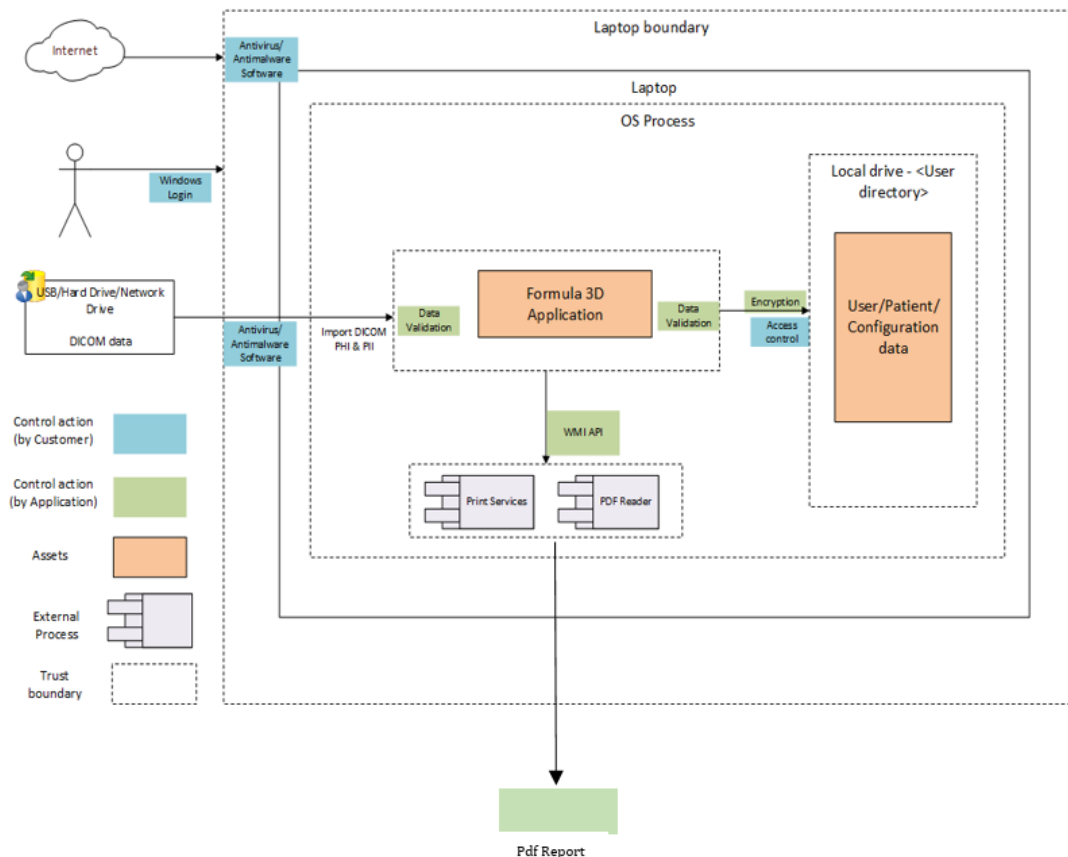 Laptop boundary
Internet
Antivirus/
Antimalware
Software
Laptop
OS Process
Windows
Login
Local drive - <User
directory>
USB/Hard Drive/Network
Drive
DICOM data
Antivirus/
Antimalware
Software
Import DICOM
PHI & PII
Data
Validation
Formula 3D
Application
Data
Validation
Encryption
Access
control
User/Patient/
Configuration
data
WMI API
Print Services
PDF Reader
Control action
(by Customer)
Control action
(by Application)
Assets
External
Process
Trust
boundary
Pdf Report